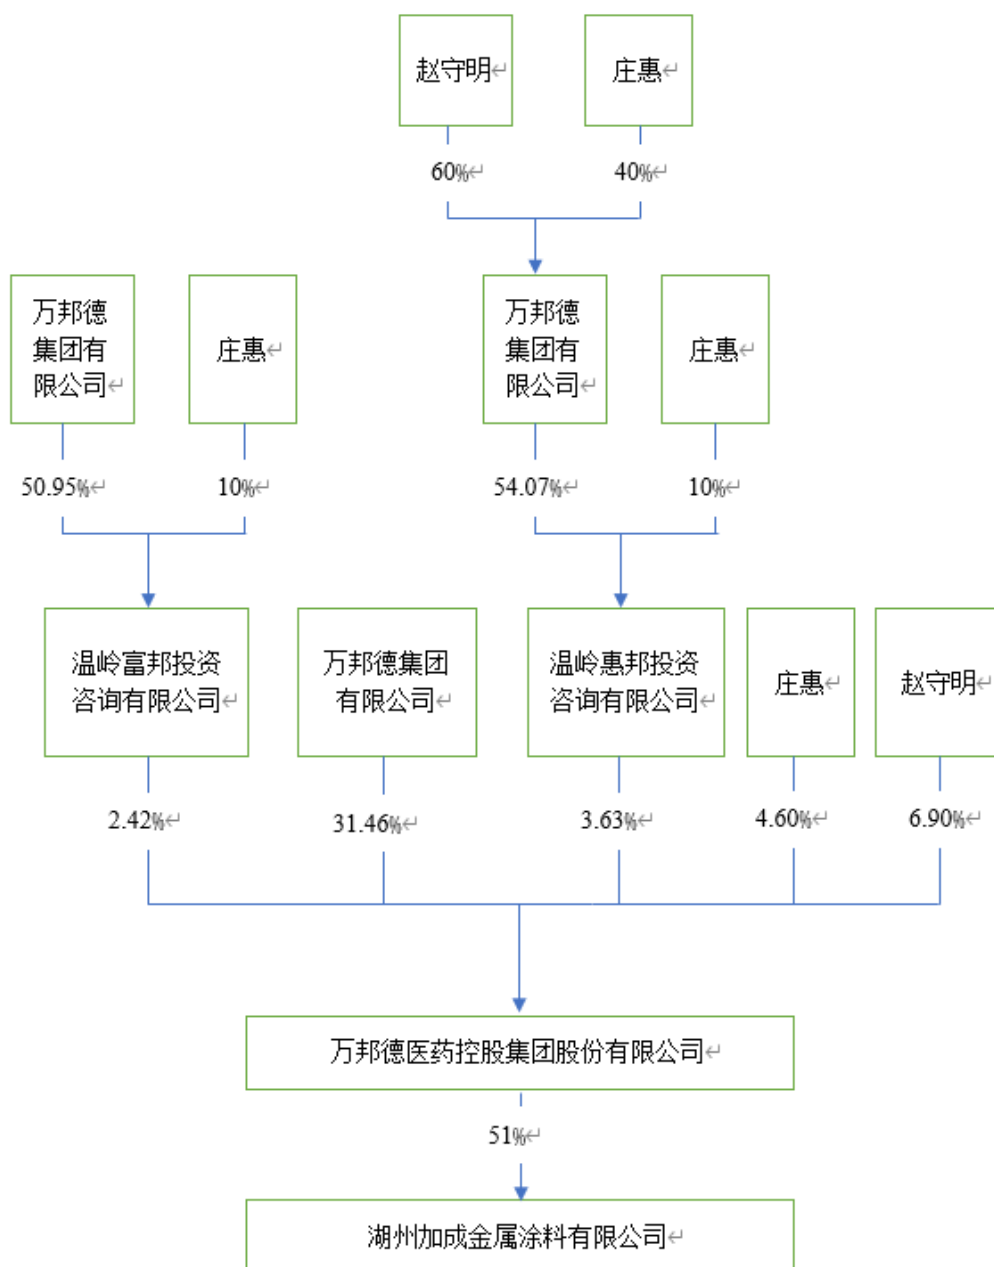 赵守明↵
庄惠↵
60%↵
40%↵
万邦德
集团有
限公司↵
庄惠↵
万邦德
集团有
限公司↵
庄惠↵
50.95%↵
10%↵
54.07%↵
10%↵
温岭富邦投资
咨询有限公司↵
万邦德集团
有限公司↵
温岭惠邦投资
咨询有限公司↵
庄惠↵
赵守明↵
2.42%↵
31.46%↵
3.63%↵
4.60%↵
6.90%↵
万邦德医药控股集团股份有限公司↵
51%↵
湖州加成金属涂料有限公司↵